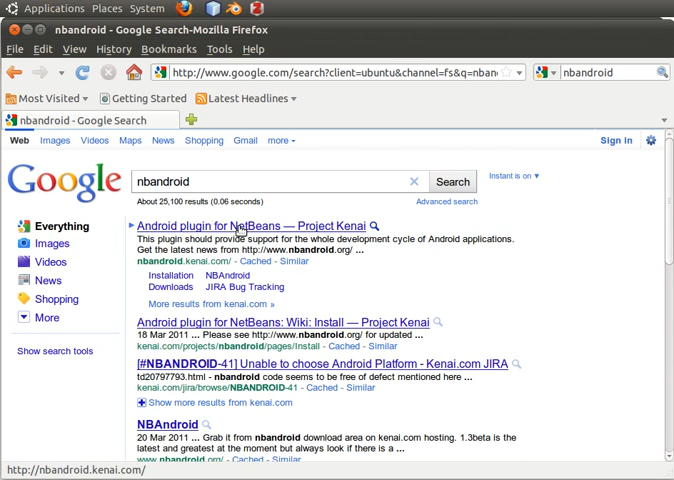 Applications Places System
nbandroid - Google Search-Mozilla Firefox
File Edit View History Bookmarks Tools Help
http://www.google.com/search?client=ubuntu&channel=fs&q=nban
nbandroid
Most Visited Getting Started Latest Headlines
nbandroid - Google Search
Web Images Videos Maps News Shopping Gmail more Sign in
Google
nbandroid
Search
Instant is on ▼
About 25,100 results (0.06 seconds)
Advanced search
Everything
Images
Videos
News
Shopping
More
Show search tools
Android plugin for NetBeans — Project Kenai
This plugin should provide support for the whole development cycle of Android applications.
Get the latest news from http://www.nbandroid.org/ ...
nbandroid.kenai.com/ - Cached - Similar
Installation NBAndroid
Downloads JIRA Bug Tracking
More results from kenai.com »
Android plugin for NetBeans: Wiki: Install — Project Kenai
18 Mar 2011 ... Please see http://www.nbandroid.org/ for updated ...
kenai.com/projects/nbandroid/pages/Install - Cached - Similar
[#NBANDROID-41] Unable to choose Android Platform - Kenai.com JIRA
td20797793.html - nbandroid code seems to be free of defect mentioned here ...
kenai.com/jira/browse/NBANDROID-41 - Cached - Similar
Show more results from kenai.com
NBAndroid
20 Mar 2011 ... Grab it from nbandroid download area on kenai.com hosting. 1.3beta is the
latest and greatest at the moment but always look if there is a ...
www.nbandroid.org/ - Cached - Similar
http://nbandroid.kenai.com/